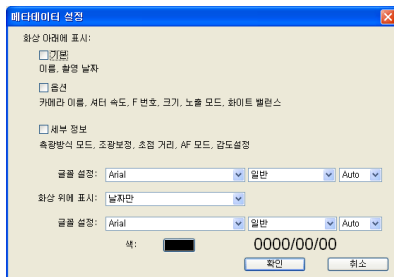 메타데이터 설정
화상 아래에 표시:
기본
이름, 촬영 날짜
옵션
카메라 이름, 셔터 속도, F 번호, 크기, 노출 모드, 화이트 밸런스
세부 정보
측광방식 모드, 조광보정, 초점 거리, AF 모드, 감도설정
글꼴 설정: Arial 일반 Auto
화상 위에 표시: 날짜만
글꼴 설정: Arial 일반 Auto
색: 0000/00/00
확인 취소